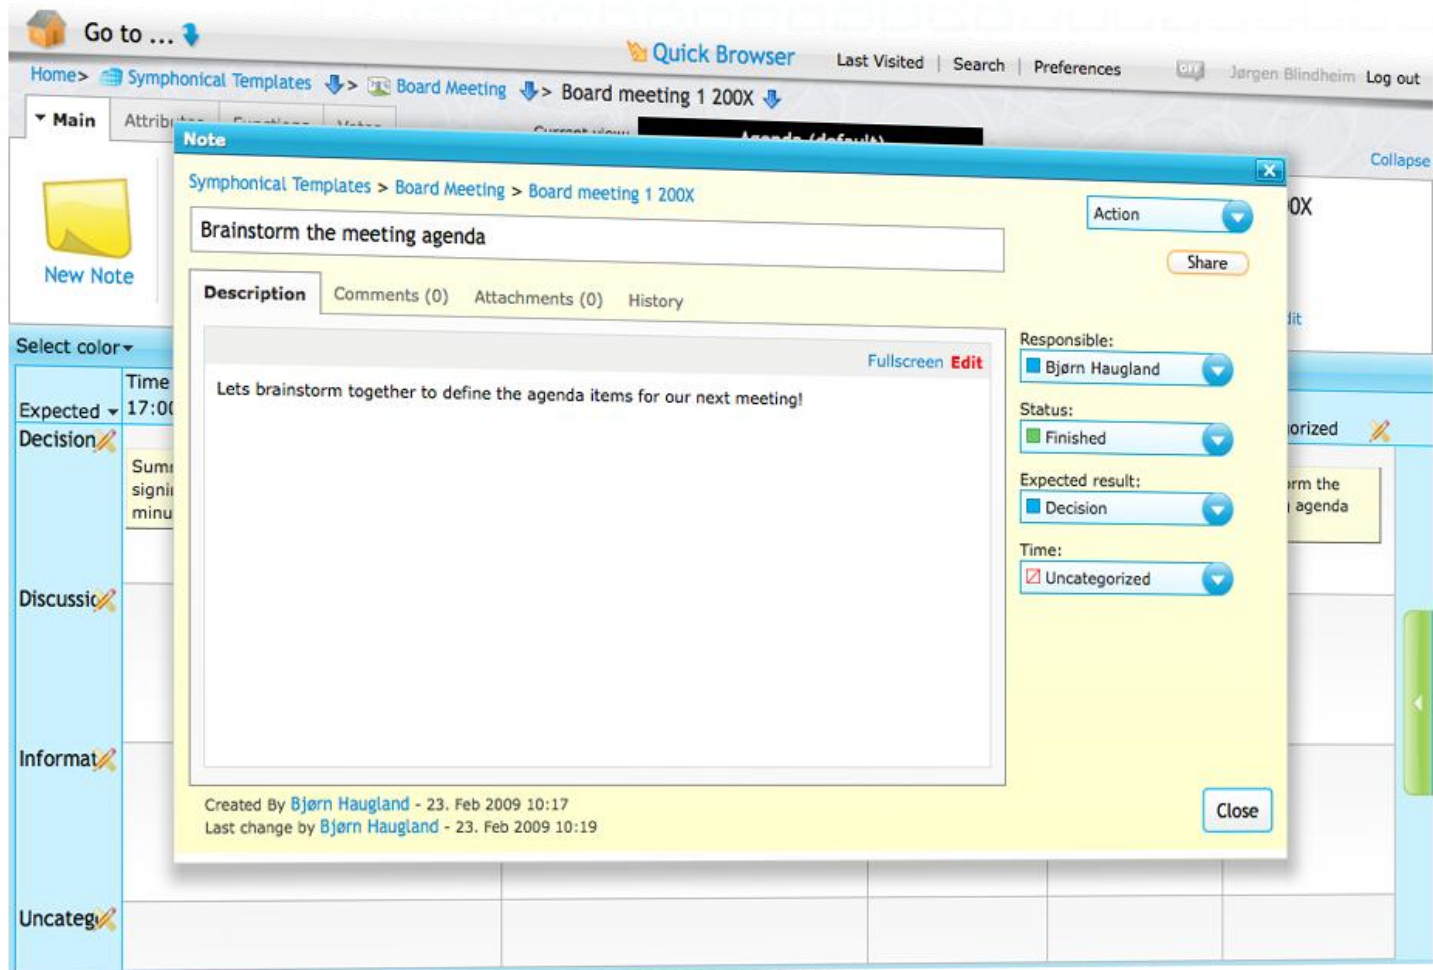 Go to ...
Quick Browser
Last Visited | Search | Preferences
Jørgen Blindheim Log out
Home> Symphonical Templates > Board Meeting > Board meeting 1 200X
Main
Collapse
Note
Symphonical Templates > Board Meeting > Board meeting 1 200X
Action
Brainstorm the meeting agenda
Share
New Note
Description Comments (0) Attachments (0) History
Fullscreen Edit
Lets brainstorm together to define the agenda items for our next meeting!
Responsible:
Bjørn Haugland
Status:
Finished
Expected result:
Decision
Time:
Uncategorized
Select color
Time
Expected
Decision
Created By Bjørn Haugland - 23. Feb 2009 10:17
Last change by Bjørn Haugland - 23. Feb 2009 10:19
Close